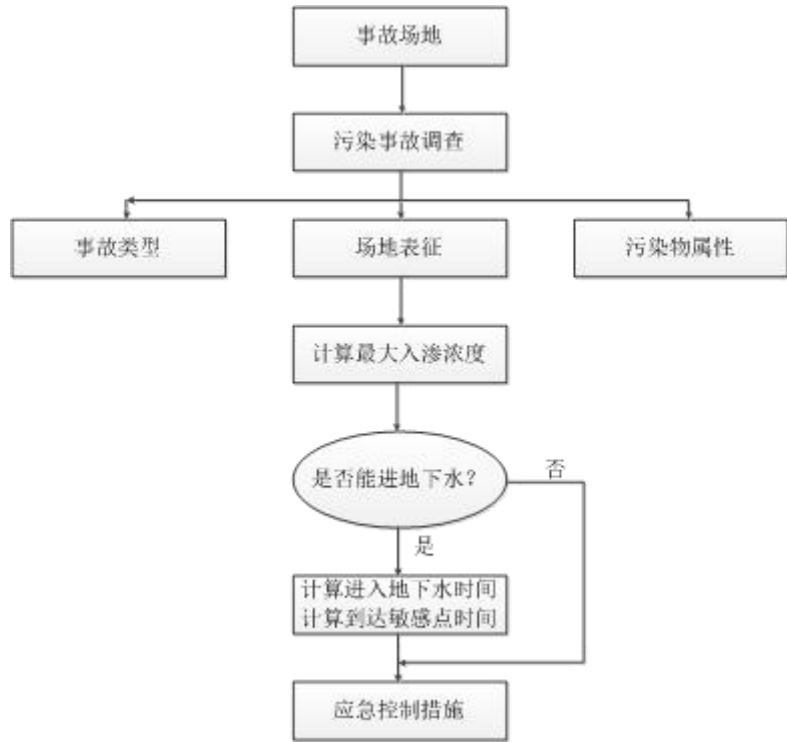 事故场地
污染事故调查
事故类型
场地表征
污染物属性
计算最大入渗浓度
是否能进地下水？
否
是
计算进入地下水时间
计算到达敏感点时间
应急控制措施